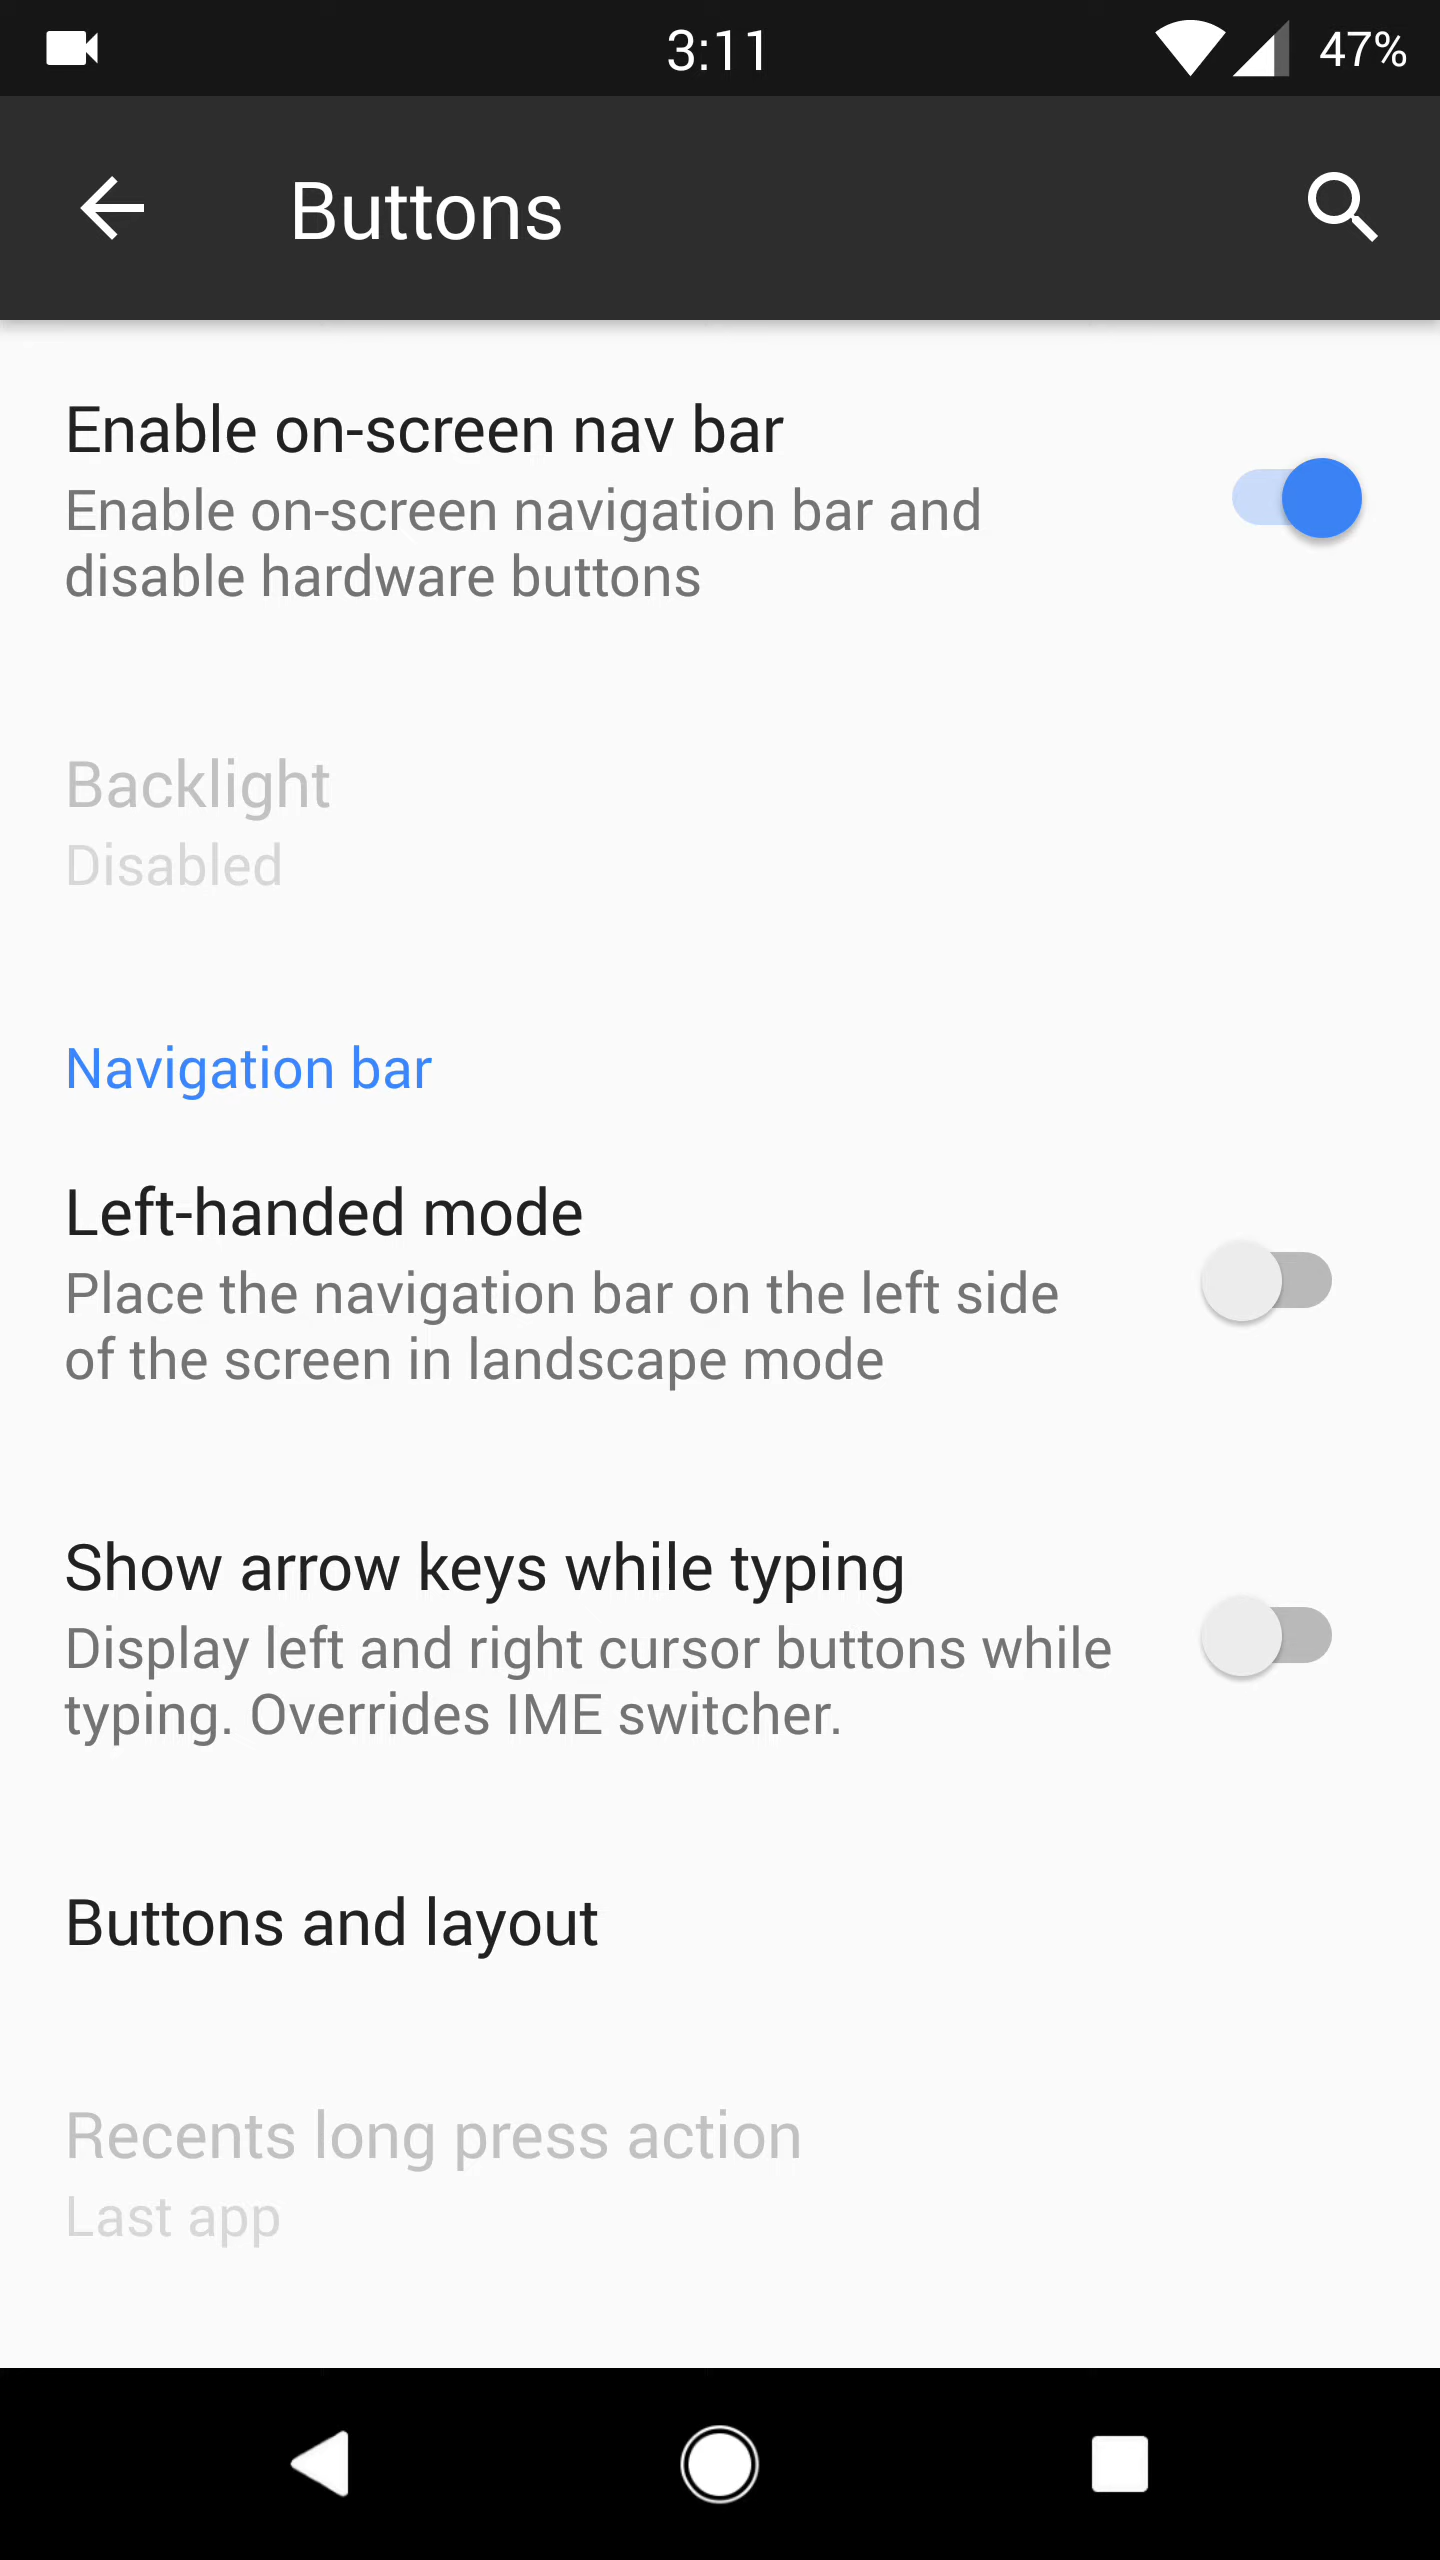 3:11
47%
Buttons
Enable on-screen nav bar
Enable on-screen navigation bar and
disable hardware buttons
Backlight
Disabled
Navigation bar
Left-handed mode
Place the navigation bar on the left side
of the screen in landscape mode
Show arrow keys while typing
Display left and right cursor buttons while
typing. Overrides IME switcher.
Buttons and layout
Recents long press action
Last app